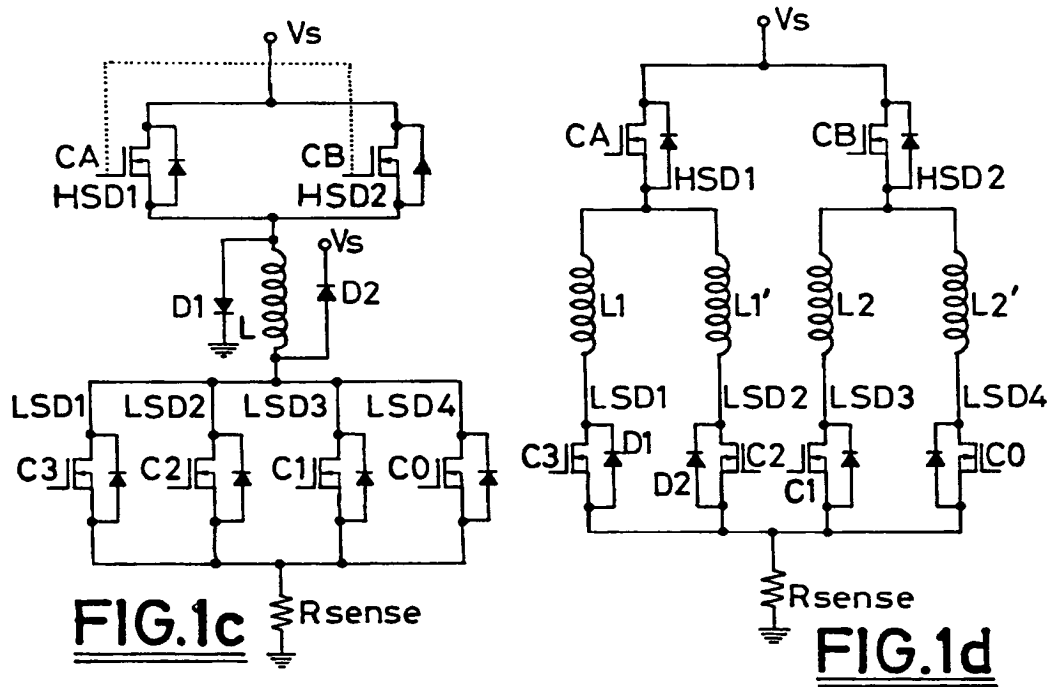 Vs
CA
HSD1
CB
HSD2
Vs
D1
L
D2
LSD1 LSD2 LSD3 LSD4
C3 C2 C1 C0
Rsense
FIG.1c
Vs
CA
HSD1
CB
HSD2
L1 L1' L2 L2'
LSD1 LSD2 LSD3 LSD4
C3 D1 D2 C2 C1 C0
Rsense
FIG.1d